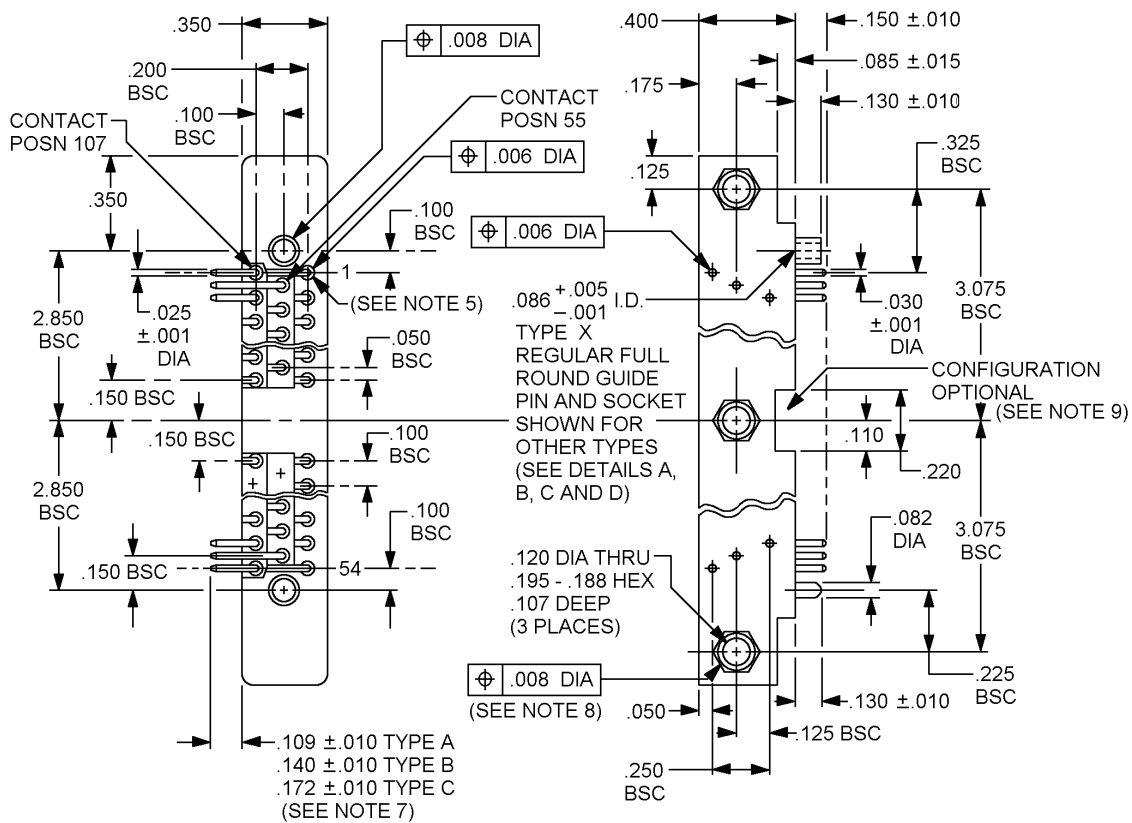 .350
.008 DIA
.200
BSC
.100
BSC
CONTACT
POSN 107
CONTACT
POSN 55
.006 DIA
.350
.100
BSC
1
(SEE NOTE 5)
.025
±.001
DIA
2.850
BSC
.050
BSC
.150 BSC
.150 BSC
.100
BSC
2.850
BSC
.100
BSC
.150 BSC
54
.109 ±.010 TYPE A
.140 ±.010 TYPE B
.172 ±.010 TYPE C
(SEE NOTE 7)
.400
.150 ±.010
.085 ±.015
.175
.130 ±.010
.125
.325
BSC
.006 DIA
.086 +.005 -.001 I.D.
TYPE X
REGULAR FULL
ROUND GUIDE
PIN AND SOCKET
SHOWN FOR
OTHER TYPES
(SEE DETAILS A,
B, C AND D)
.030
±.001
DIA
3.075
BSC
CONFIGURATION
OPTIONAL
(SEE NOTE 9)
.110
.220
.082
DIA
3.075
BSC
.120 DIA THRU
.195 - .188 HEX
.107 DEEP
(3 PLACES)
.008 DIA
(SEE NOTE 8)
.225
BSC
.050
.130 ±.010
.125 BSC
.250
BSC